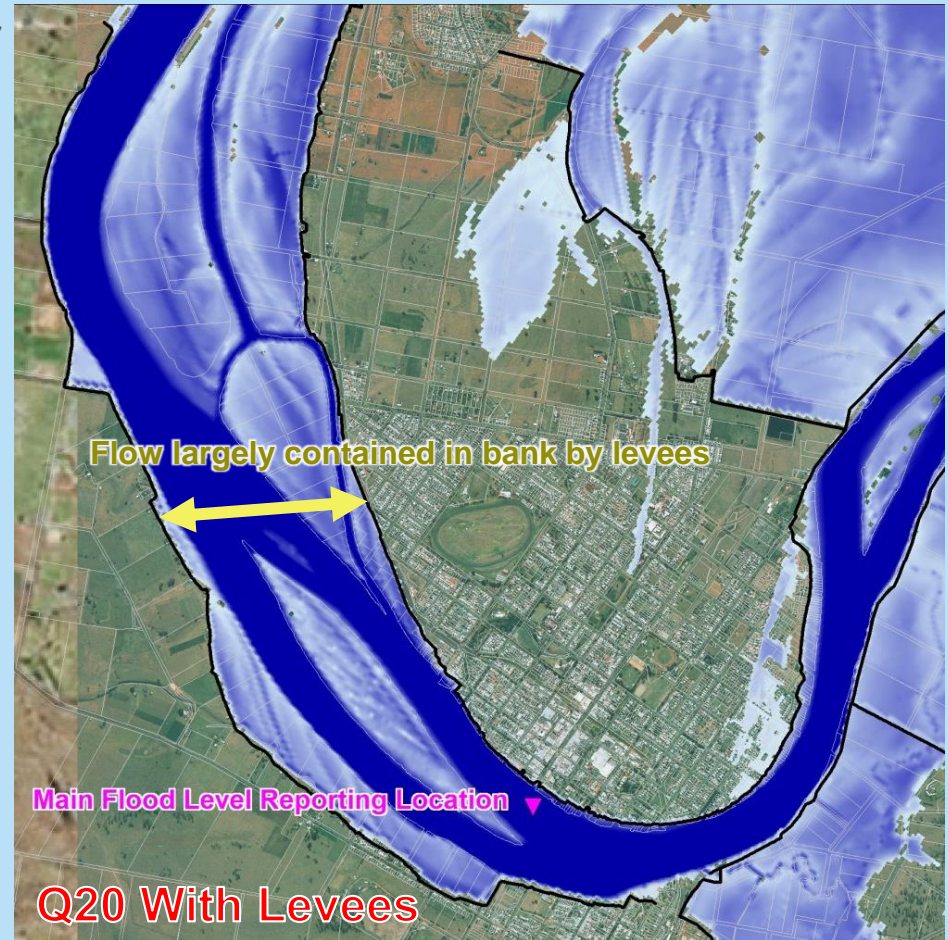 Flow largely contained in bank by levees
Main Flood Level Reporting Location
Q20 With Levees